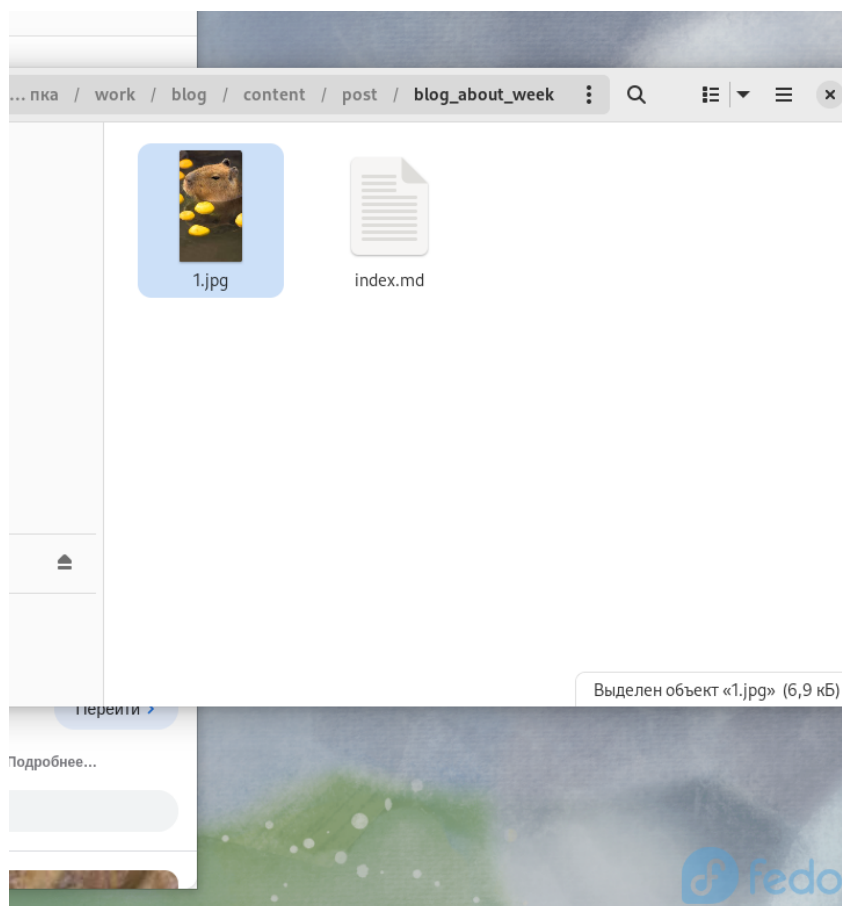 ... пка / work / blog / content / post / blog_about_week
1.jpg
index.md
Выделен объект «1.jpg» (6,9 кБ)
Перейти >
Подробнее...
fedo